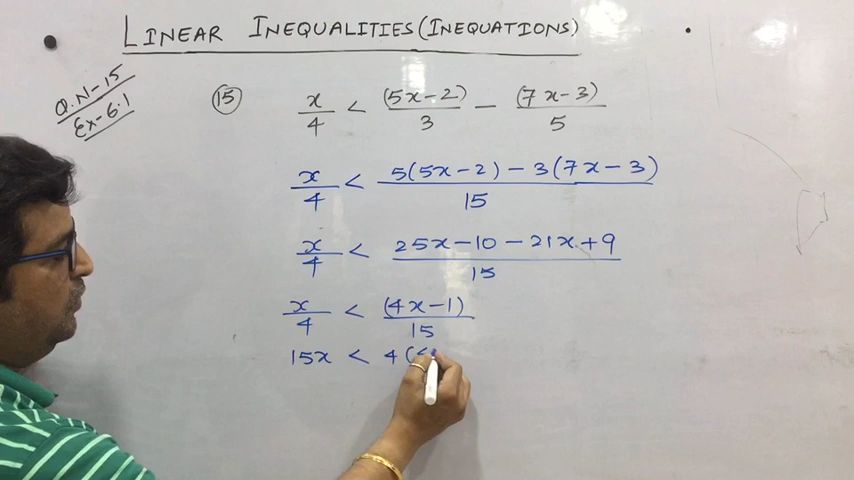 LINEAR INEQUALITIES (INEQUATIONS)
Q.N-15
Ex-6.1
(15) x/4 < (5x-2)/3 - (7x-3)/5
x/4 < 5(5x-2) - 3(7x-3)/15
x/4 < 25x-10-21x+9/15
x/4 < (4x-1)/15
15x < 4(